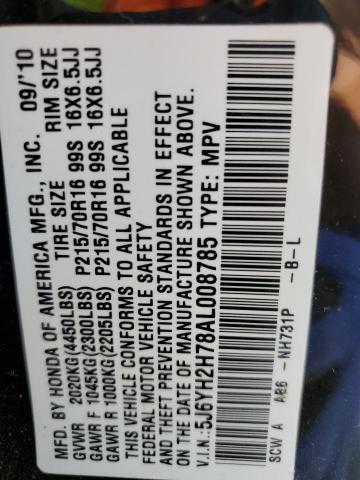 MFD. BY HONDA OF AMERICA MFG., INC. 09/'10
TIRE SIZE RIM SIZE
GVWR 2020KG(4450LBS)
GAWR F 1045KG(2300LBS) P215/70R16 99S 16X6.5JJ
GAWR R 1000KG(2205LBS) P215/70R16 99S 16X6.5JJ
THIS VEHICLE CONFORMS TO ALL APPLICABLE
FEDERAL MOTOR VEHICLE SAFETY
AND THEFT PREVENTION STANDARDS IN EFFECT
ON THE DATE OF MANUFACTURE SHOWN ABOVE.
V.I.N.:5J6YH2H78AL008785 TYPE: MPV
SCW A NH731P -B-L